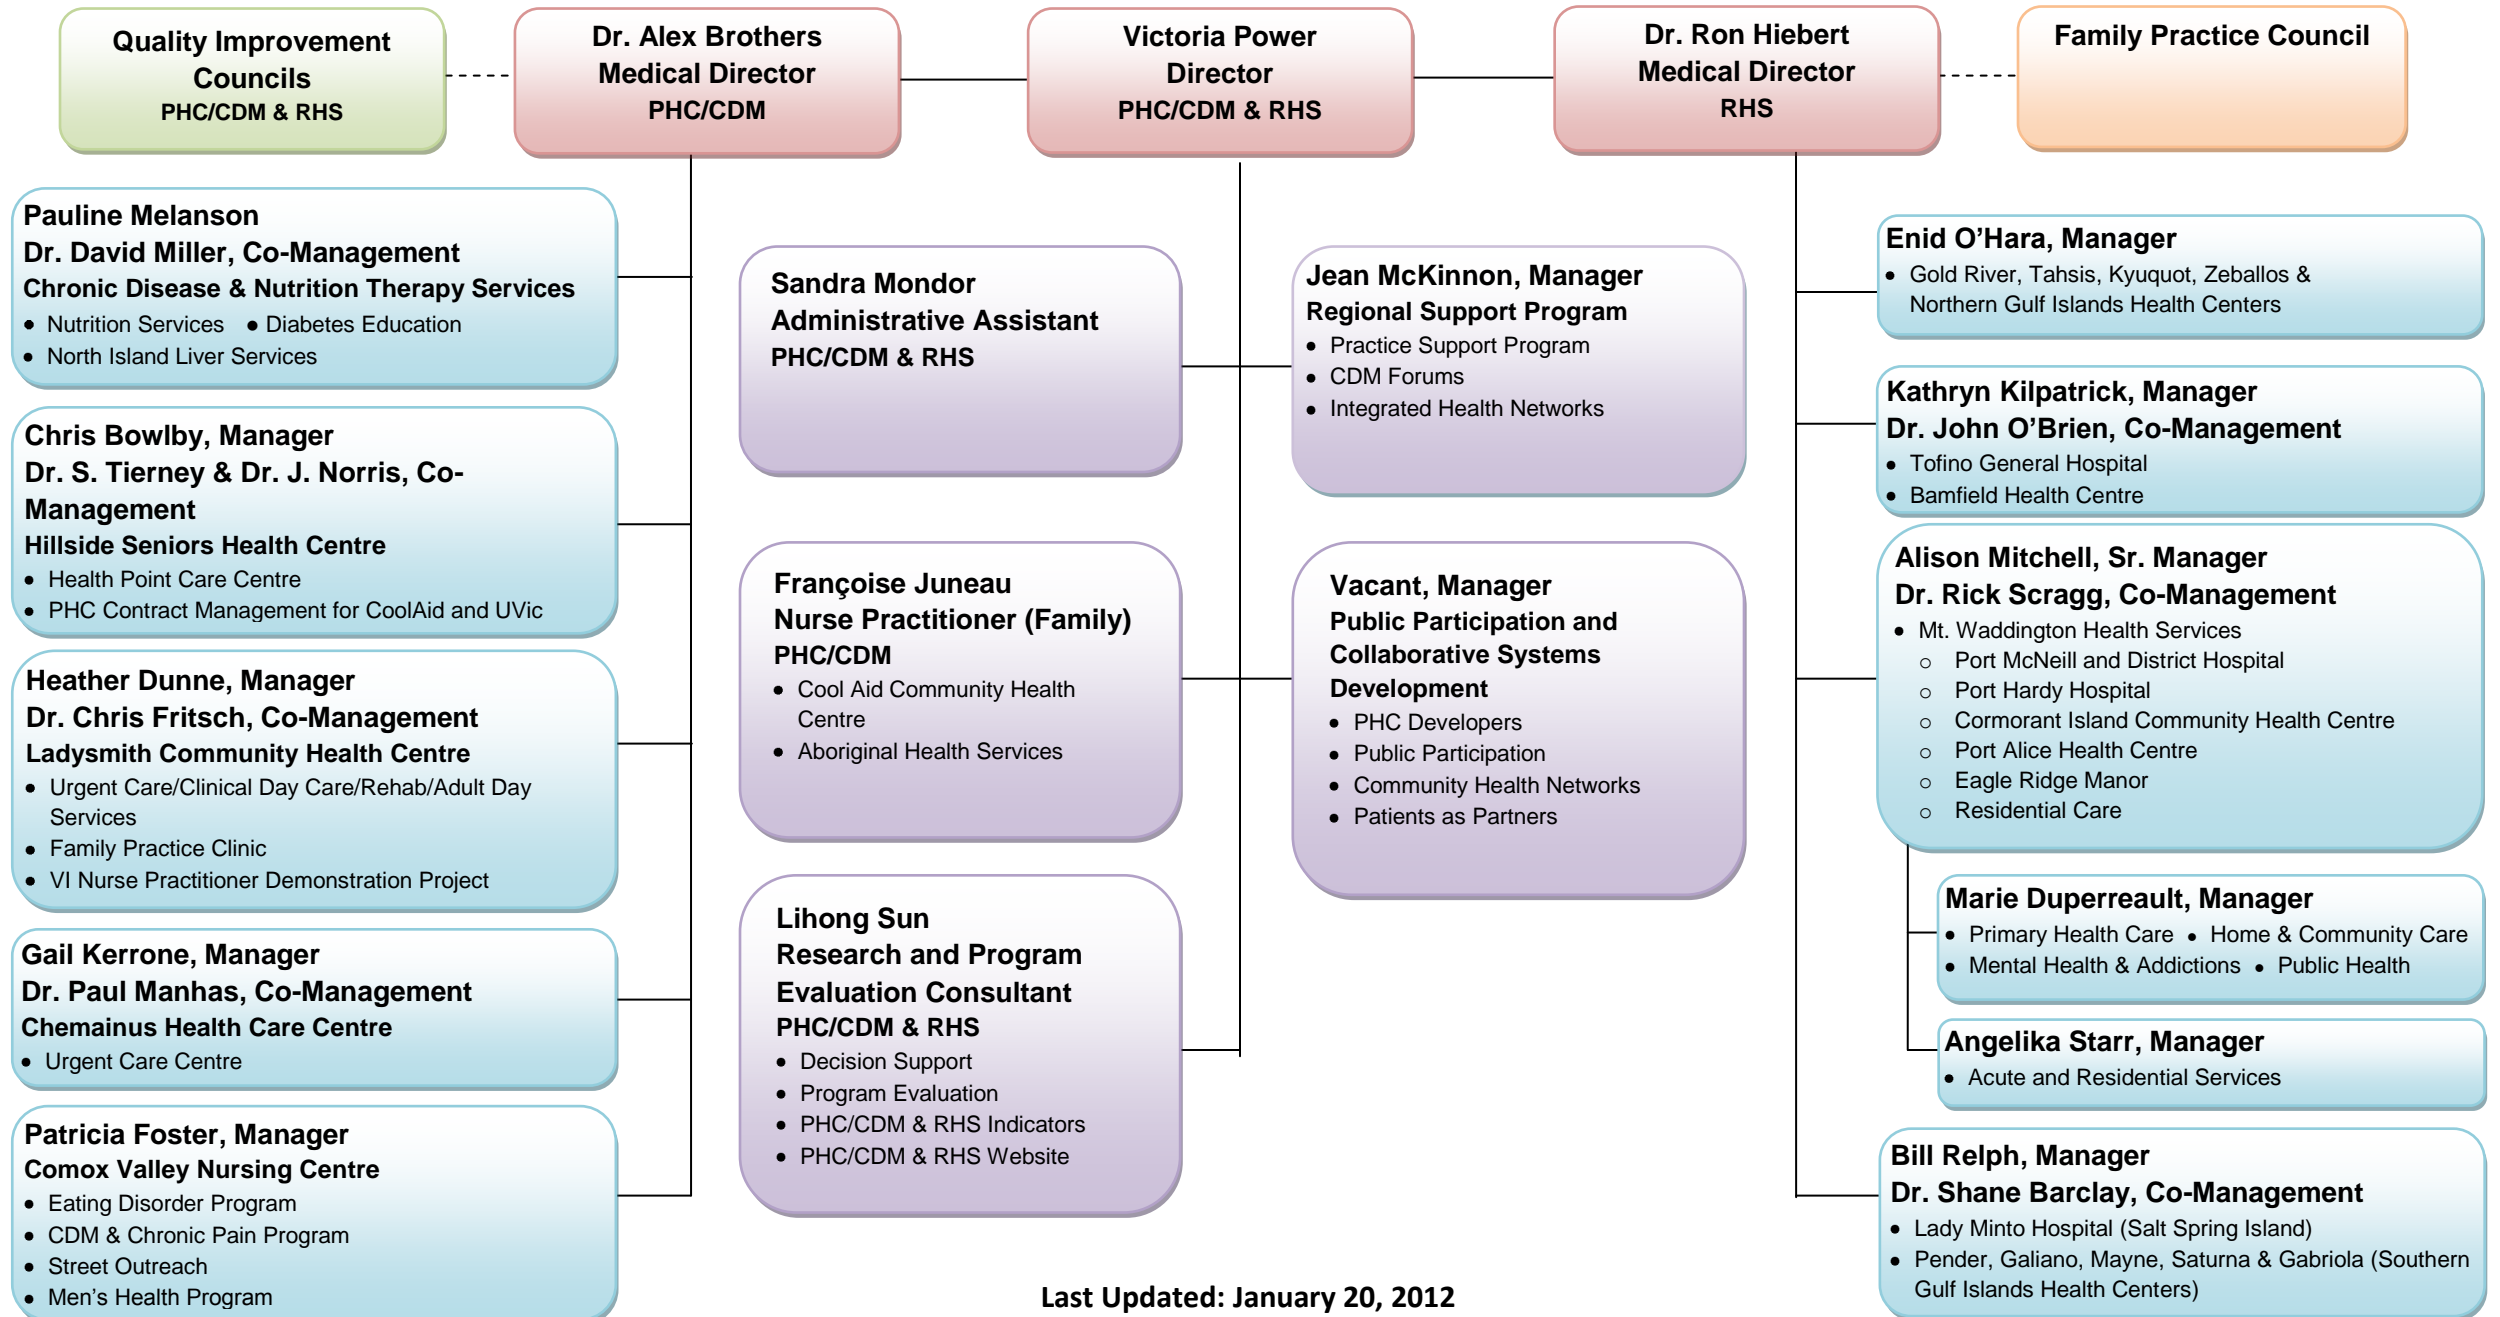 Quality Improvement
Councils
PHC/CDM & RHS
Dr. Alex Brothers
Medical Director
PHC/CDM
Victoria Power
Director
PHC/CDM & RHS
Dr. Ron Hiebert
Medical Director
RHS
Family Practice Council
Pauline Melanson
Dr. David Miller, Co-Management
Chronic Disease & Nutrition Therapy Services
• Nutrition Services • Diabetes Education
• North Island Liver Services
Chris Bowlby, Manager
Dr. S. Tierney & Dr. J. Norris, Co-
Management
Hillside Seniors Health Centre
• Health Point Care Centre
• PHC Contract Management for CoolAid and UVic
Heather Dunne, Manager
Dr. Chris Fritsch, Co-Management
Ladysmith Community Health Centre
• Urgent Care/Clinical Day Care/Rehab/Adult Day
Services
• Family Practice Clinic
• VI Nurse Practitioner Demonstration Project
Gail Kerrone, Manager
Dr. Paul Manhas, Co-Management
Chemainus Health Care Centre
• Urgent Care Centre
Patricia Foster, Manager
Comox Valley Nursing Centre
• Eating Disorder Program
• CDM & Chronic Pain Program
• Street Outreach
• Men’s Health Program
Sandra Mondor
Administrative Assistant
PHC/CDM & RHS
Françoise Juneau
Nurse Practitioner (Family)
PHC/CDM
• Cool Aid Community Health
Centre
• Aboriginal Health Services
Lihong Sun
Research and Program
Evaluation Consultant
PHC/CDM & RHS
• Decision Support
• Program Evaluation
• PHC/CDM & RHS Indicators
• PHC/CDM & RHS Website
Jean McKinnon, Manager
Regional Support Program
• Practice Support Program
• CDM Forums
• Integrated Health Networks
Vacant, Manager
Public Participation and
Collaborative Systems
Development
• PHC Developers
• Public Participation
• Community Health Networks
• Patients as Partners
Enid O’Hara, Manager
• Gold River, Tahsis, Kyuquot, Zeballos &
Northern Gulf Islands Health Centers
Kathryn Kilpatrick, Manager
Dr. John O’Brien, Co-Management
• Tofino General Hospital
• Bamfield Health Centre
Alison Mitchell, Sr. Manager
Dr. Rick Scragg, Co-Management
• Mt. Waddington Health Services
o Port McNeill and District Hospital
o Port Hardy Hospital
o Cormorant Island Community Health Centre
o Port Alice Health Centre
o Eagle Ridge Manor
o Residential Care
Marie Duperreault, Manager
• Primary Health Care • Home & Community Care
• Mental Health & Addictions • Public Health
Angelika Starr, Manager
• Acute and Residential Services
Bill Relph, Manager
Dr. Shane Barclay, Co-Management
• Lady Minto Hospital (Salt Spring Island)
• Pender, Galiano, Mayne, Saturna & Gabriola (Southern
Gulf Islands Health Centers)
Last Updated: January 20, 2012